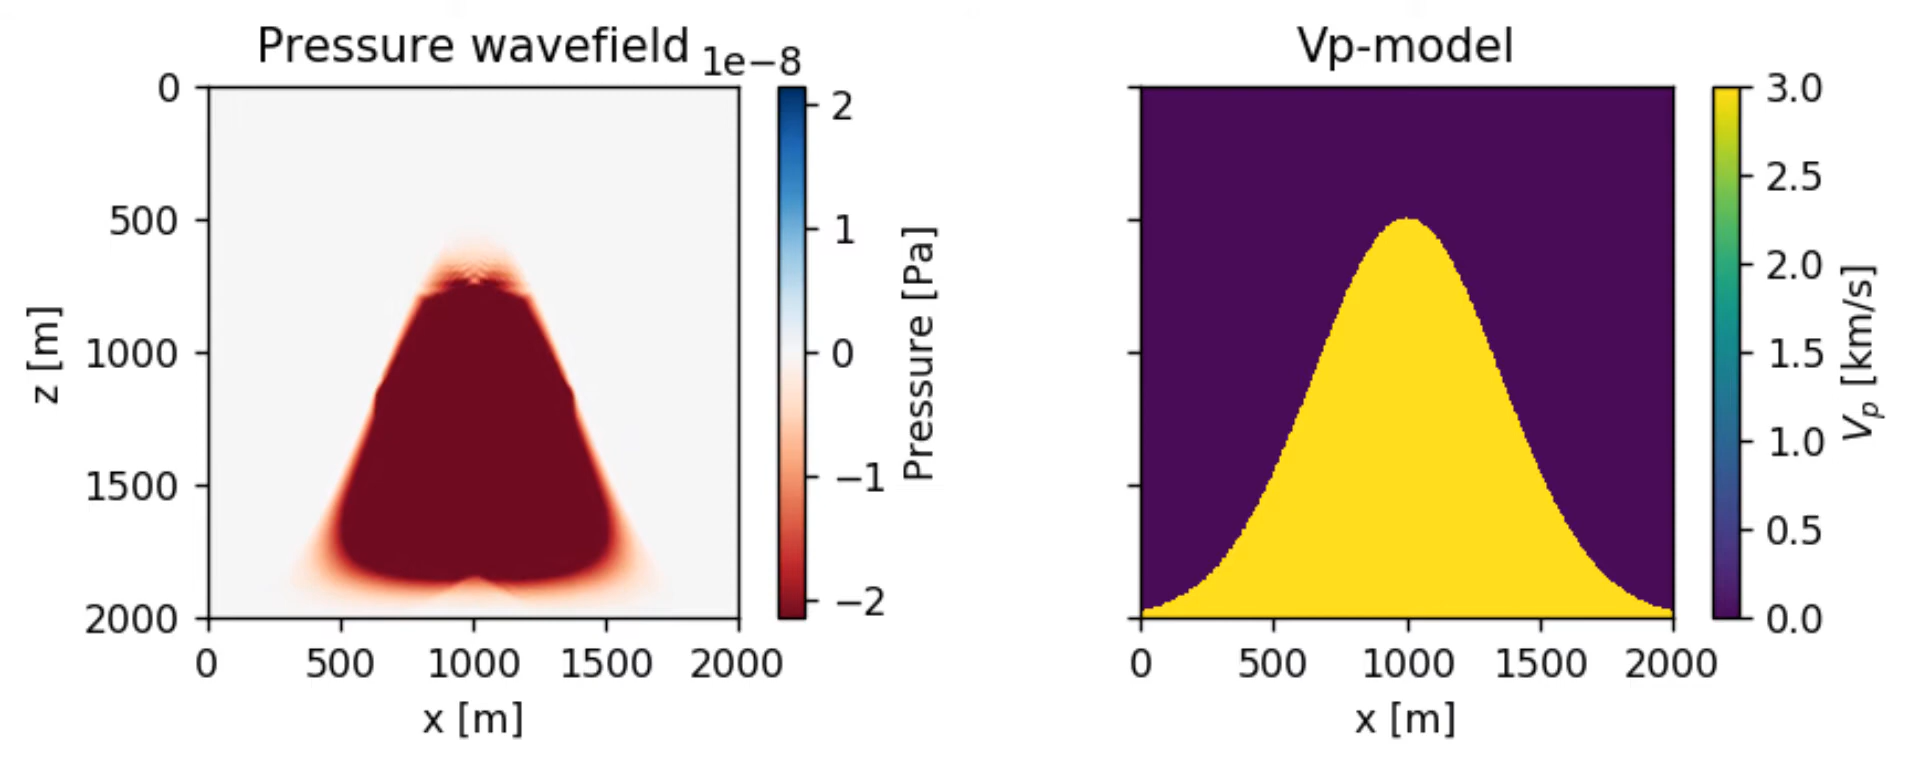 Pressure wavefield
1e−8
0
500
1000
1500
2000
z [m]
0 500 1000 1500 2000
x [m]
2
1
0
−1
−2
Pressure [Pa]
Vp-model
0 500 1000 1500 2000
x [m]
3.0
2.5
2.0
1.5
1.0
0.5
0.0
Vp [km/s]